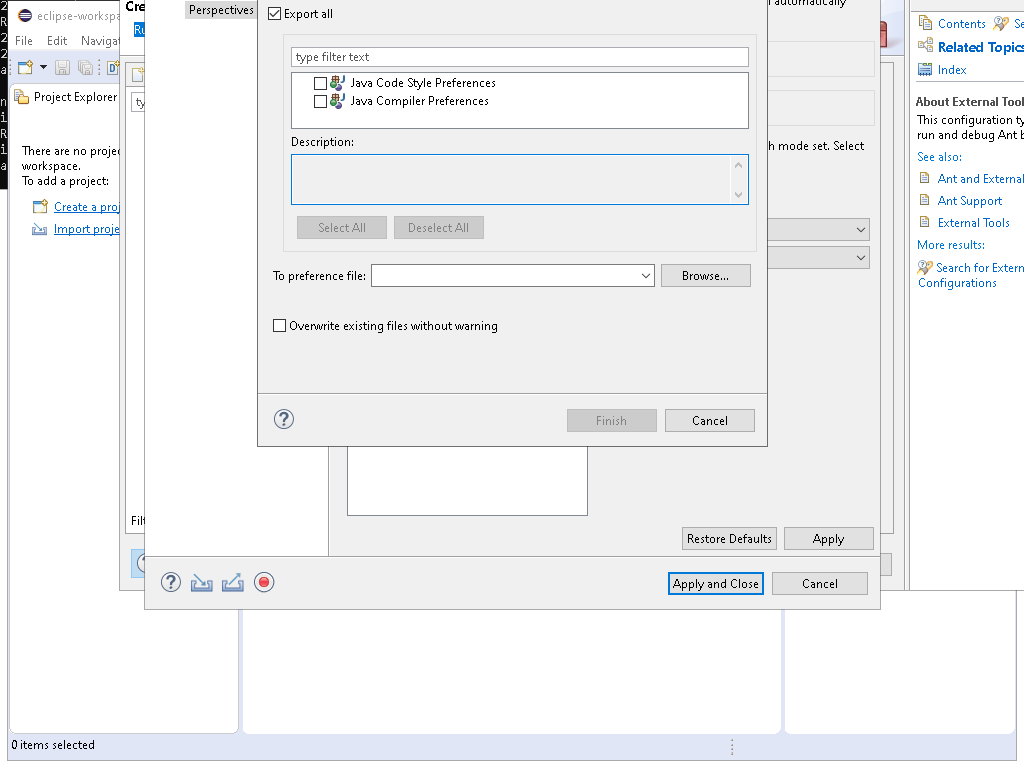 eclipse-workspa
File Edit Navigat
Project Explorer
There are no projec
workspace.
To add a project:
Create a proj
Import proje
0 items selected
Cre
Ru
ty
Filt
Perspectives
Export all
type filter text
Java Code Style Preferences
Java Compiler Preferences
Description:
Select All
Deselect All
To preference file:
Browse...
Overwrite existing files without warning
Finish
Cancel
automatically
h mode set. Select
Restore Defaults
Apply
Apply and Close
Cancel
Contents
Se
Related Topics
Index
About External Tool
This configuration ty
run and debug Ant b
See also:
Ant and External
Ant Support
External Tools
More results:
Search for Extern
Configurations